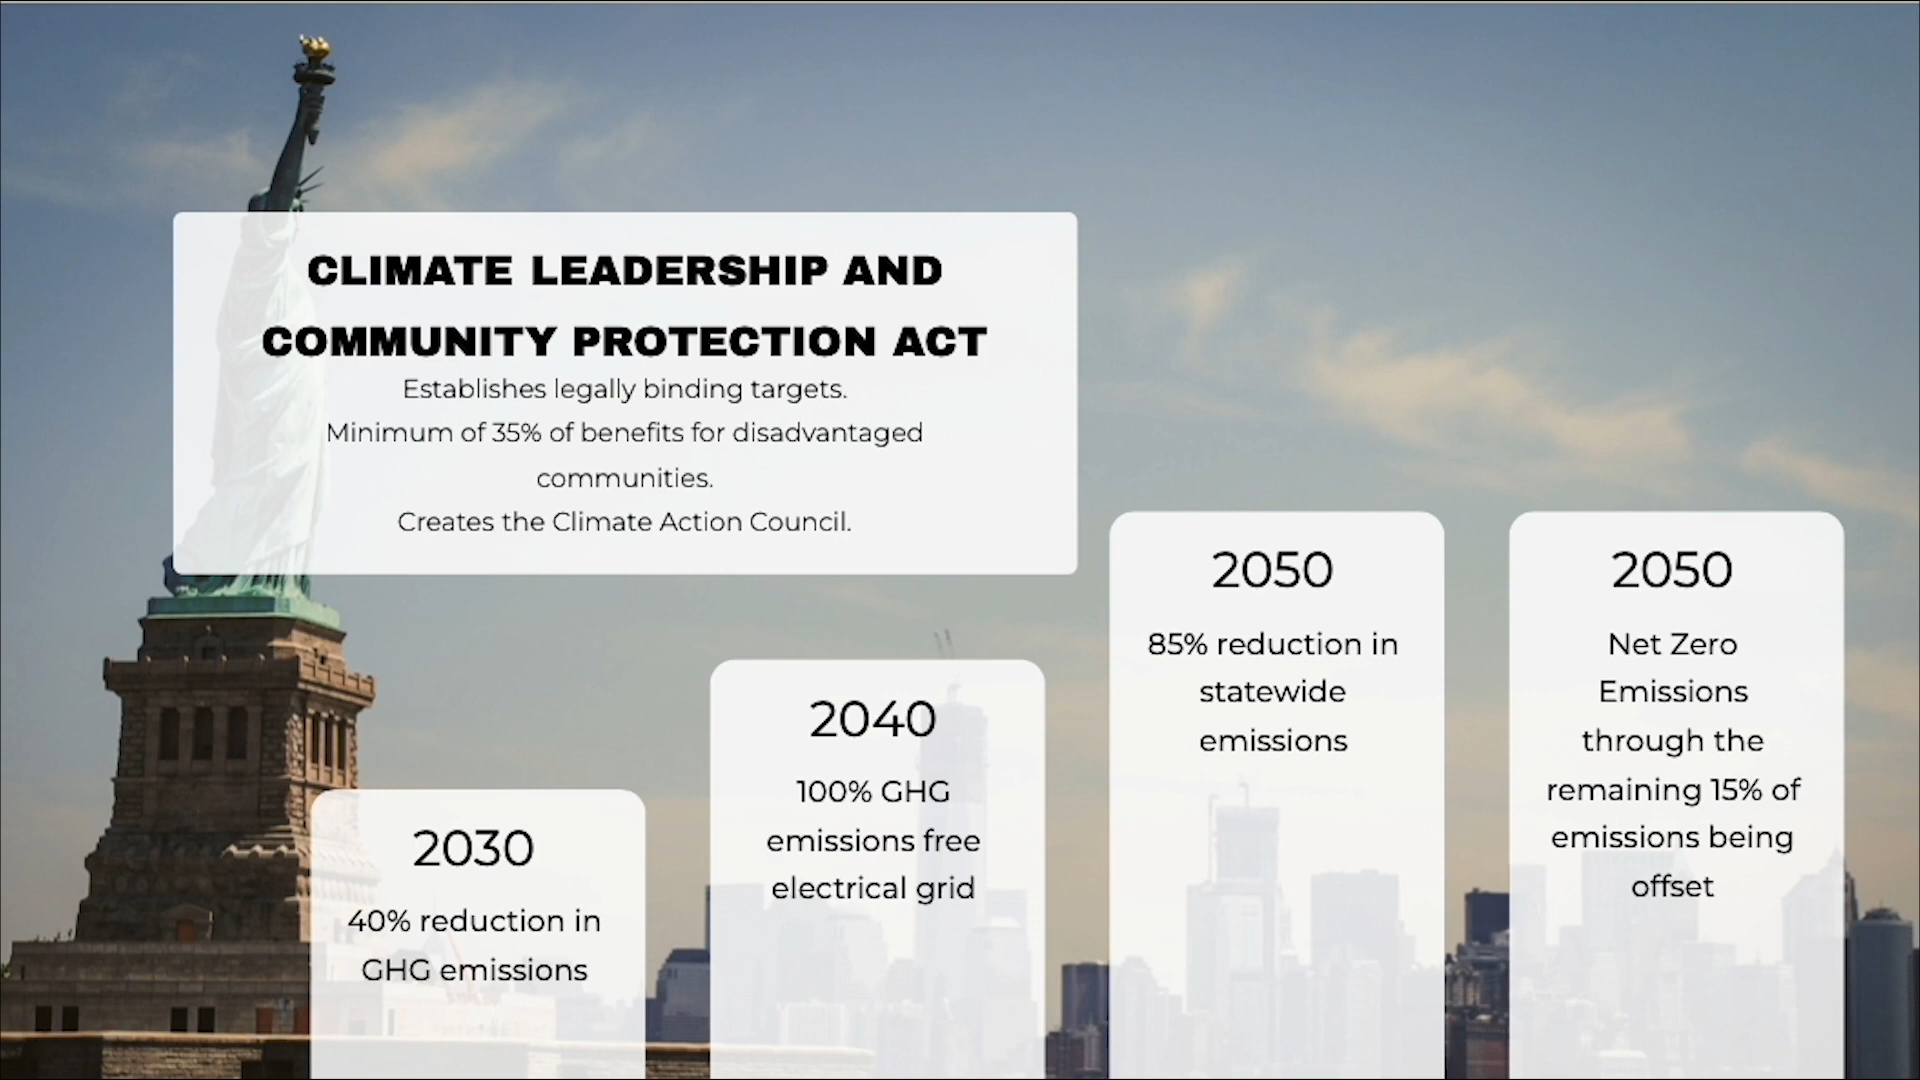 CLIMATE LEADERSHIP AND
COMMUNITY PROTECTION ACT
Establishes legally binding targets.
Minimum of 35% of benefits for disadvantaged
communities.
Creates the Climate Action Council.
2030
40% reduction in
GHG emissions
2040
100% GHG
emissions free
electrical grid
2050
85% reduction in
statewide
emissions
2050
Net Zero
Emissions
through the
remaining 15% of
emissions being
offset